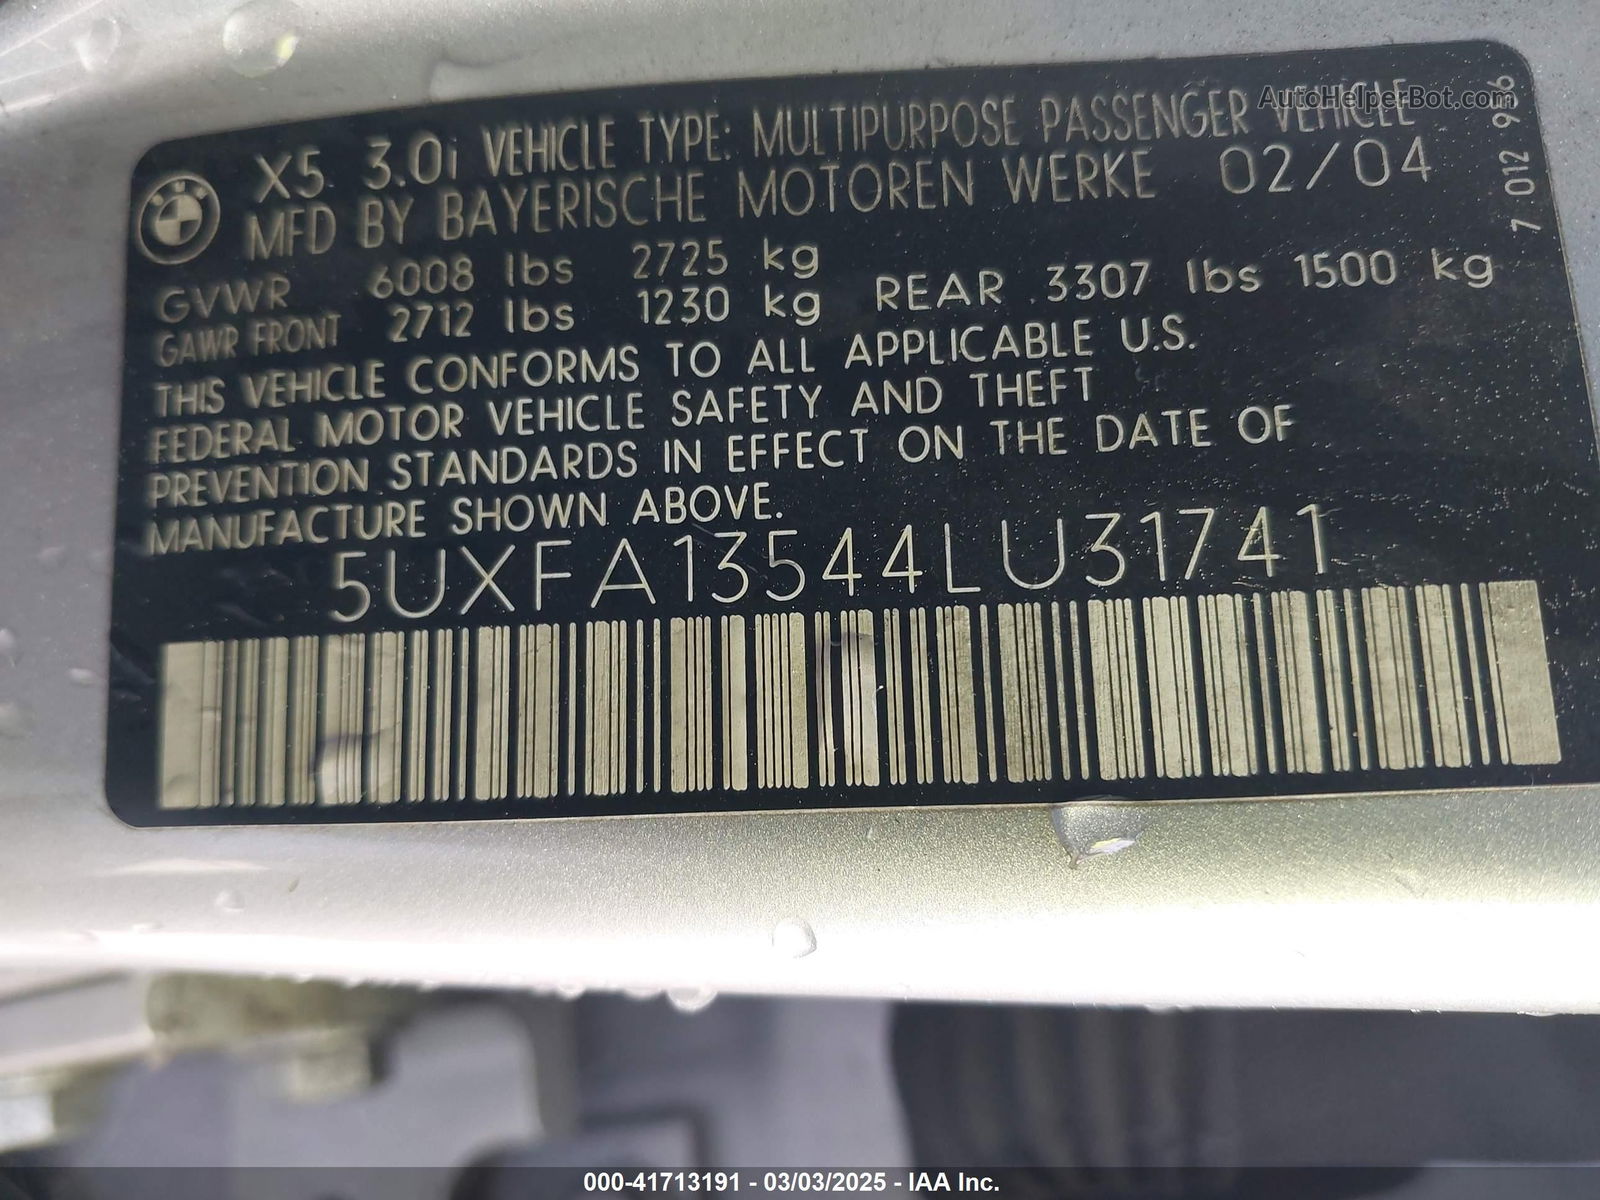 AutoHelperBot.com
X5 3.0i VEHICLE TYPE: MULTIPURPOSE PASSENGER VEHICLE
MFD BY BAYERISCHE MOTOREN WERKE 02/04
7 012 956
GVWR 6008 lbs 2725 kg
GAWR FRONT 2712 lbs 1230 kg REAR 3307 lbs 1500 kg
THIS VEHICLE CONFORMS TO ALL APPLICABLE U.S.
FEDERAL MOTOR VEHICLE SAFETY AND THEFT
PREVENTION STANDARDS IN EFFECT ON THE DATE OF
MANUFACTURE SHOWN ABOVE.
5UXFA13544LU31741
000-41713191 - 03/03/2025 - IAA Inc.